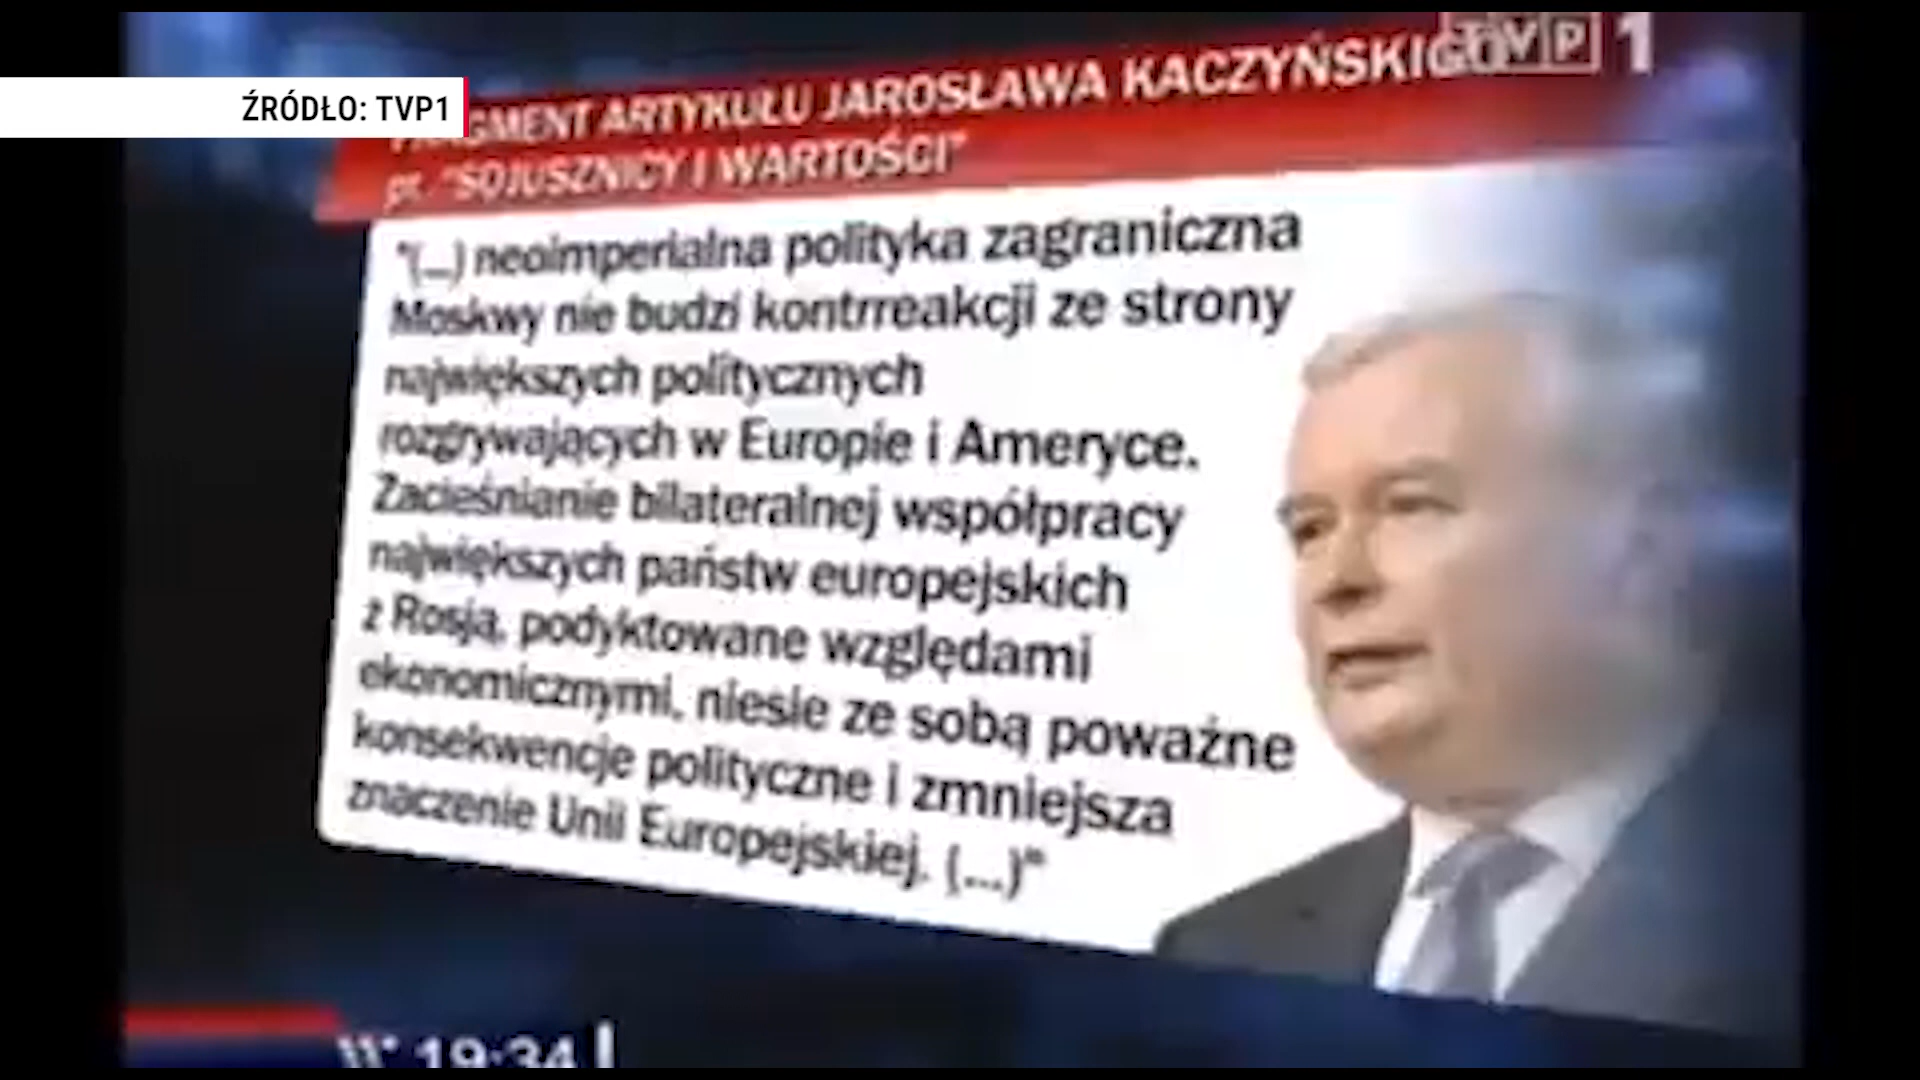 TVP 1
ŹRÓDŁO: TVP1
FRAGMENT ARTYKUŁU JAROSŁAWA KACZYŃSKIGO
pt. "SOJUSZNICY I WARTOŚCI"
"(...) neoimperialna polityka zagraniczna
Moskwy nie budzi kontrreakcji ze strony
największych politycznych
rozgrywających w Europie i Ameryce.
Zacieśnianie bilateralnej współpracy
największych państw europejskich
z Rosją, podyktowane względami
ekonomicznymi, niesie ze sobą poważne
konsekwencje polityczne i zmniejsza
znaczenie Unii Europejskiej. (...)"
19:34